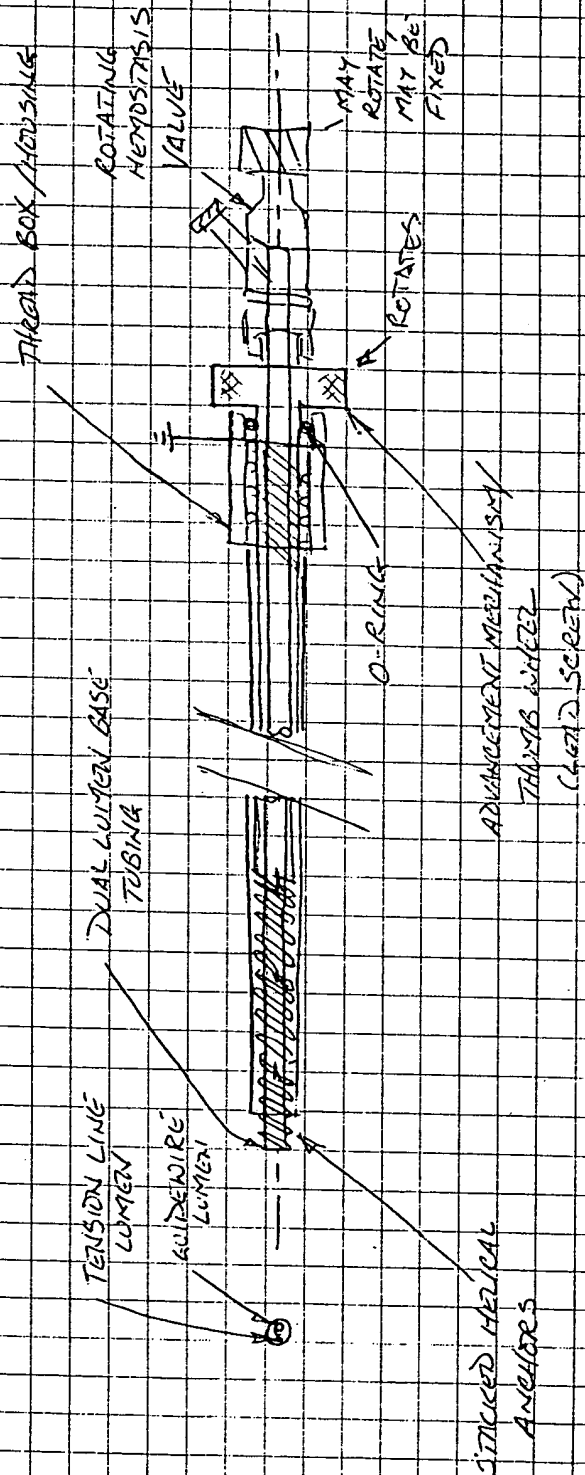 TENSION LINE
LUMEN
GUIDEWIRE
LUMEN
DUAL LUMEN BASE
TUBING
THREAD BOX/HOUSING
ROTATING
HEMOSTASIS
VALVE
MAY
ROTATE,
MAY BE
FIXED
ROTATES
O-RING
ADVANCEMENT MECHANISM/
THUMB WHEEL
(LEAD SCREW)
STACKED HELICAL
ANCHORS